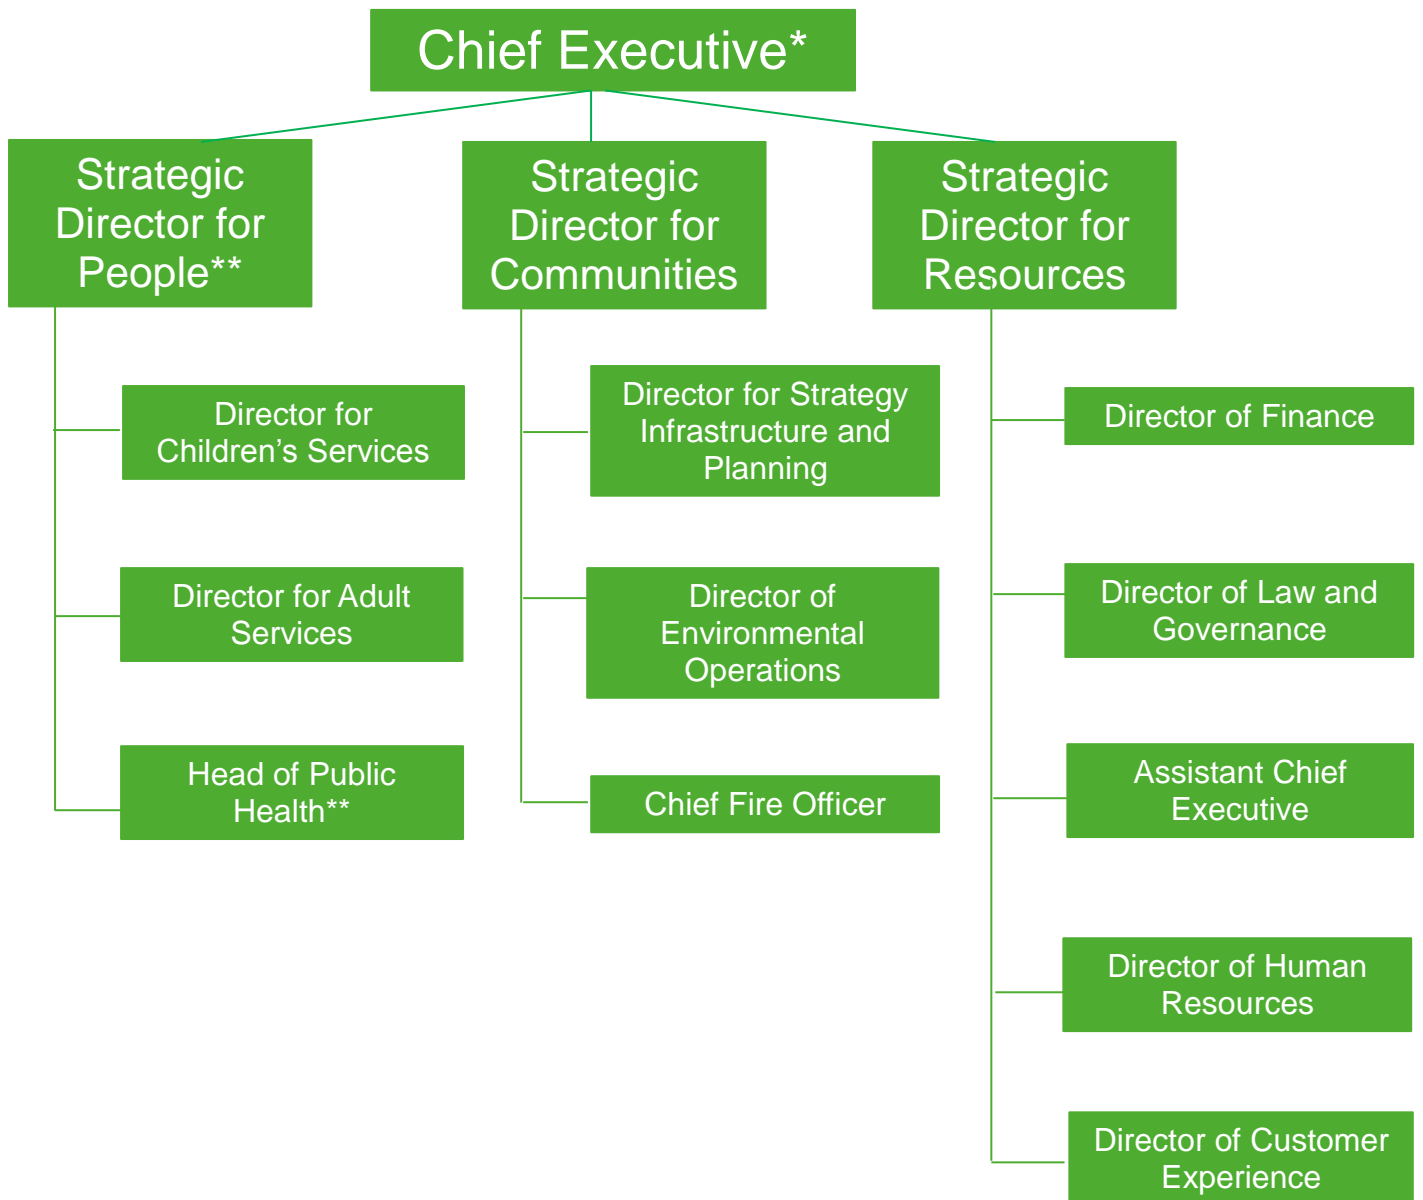 Chief Executive*
Strategic
Director for
People**
Strategic
Director for
Communities
Strategic
Director for
Resources
Director for
Children’s Services
Director for Adult
Services
Head of Public
Health**
Director for Strategy
Infrastructure and
Planning
Director of
Environmental
Operations
Chief Fire Officer
Director of Finance
Director of Law and
Governance
Assistant Chief
Executive
Director of Human
Resources
Director of Customer
Experience